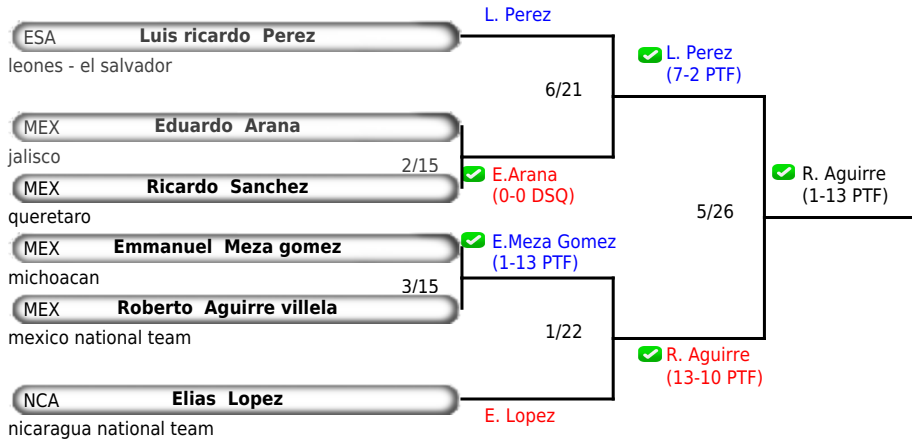 L. Perez
ESA Luis ricardo Perez
leones - el salvador
L. Perez
(7-2 PTF)
6/21
MEX Eduardo Arana
jalisco
2/15
E.Arana
(0-0 DSQ)
MEX Ricardo Sanchez
queretaro
R. Aguirre
(1-13 PTF)
5/26
MEX Emmanuel Meza gomez
michoacan
E.Meza Gomez
(1-13 PTF)
3/15
MEX Roberto Aguirre villela
mexico national team
1/22
R. Aguirre
(13-10 PTF)
NCA Elias Lopez
nicaragua national team
E. Lopez